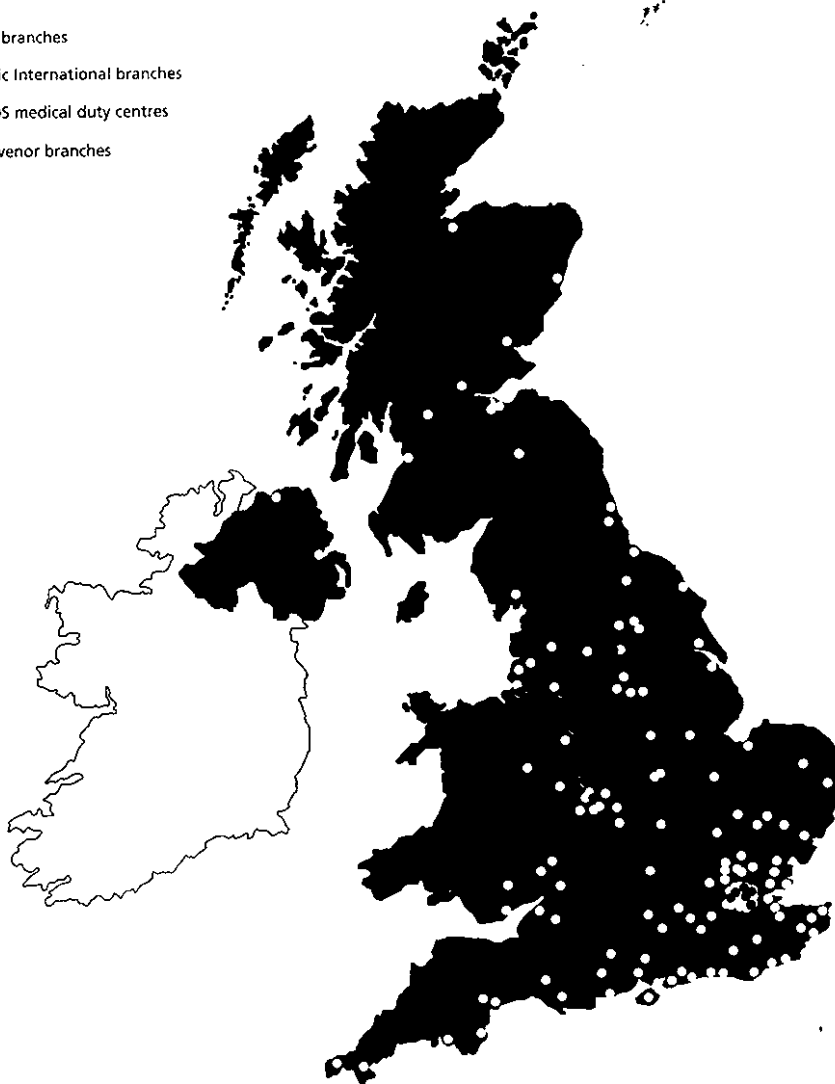 branches
ic International branches
S medical duty centres
venor branches